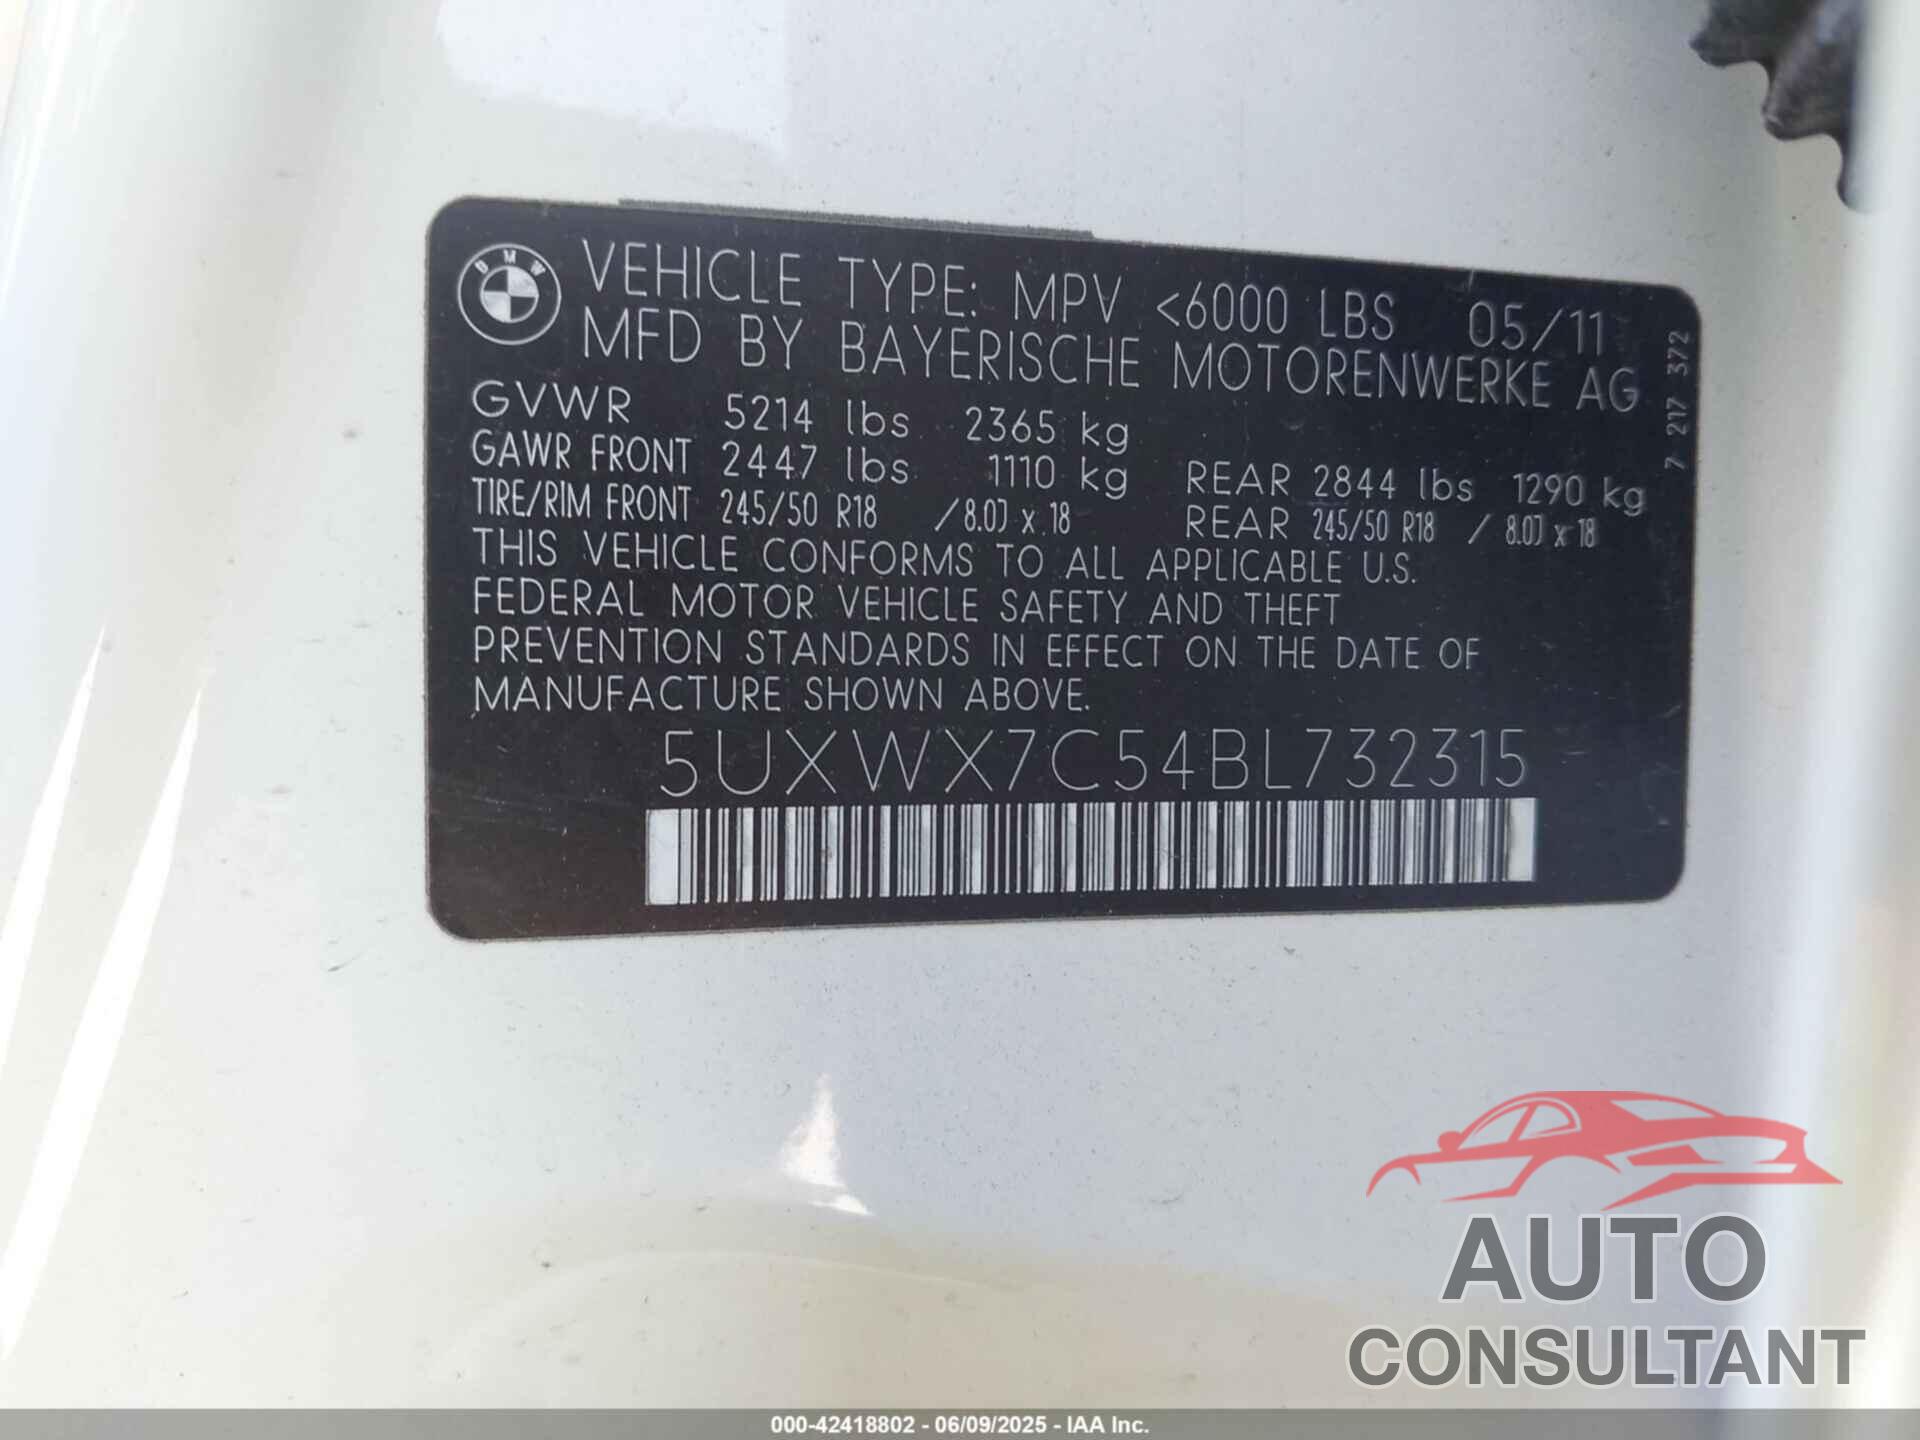 BMW
VEHICLE TYPE: MPV <6000 LBS 05/11
MFD BY BAYERISCHE MOTORENWERKE AG
7 217 372
GVWR 5214 lbs 2365 kg
GAWR FRONT 2447 lbs 1110 kg REAR 2844 lbs 1290 kg
TIRE/RIM FRONT 245/50 R18 /8.0J x 18 REAR 245/50 R18 / 8.0J x 18
THIS VEHICLE CONFORMS TO ALL APPLICABLE U.S.
FEDERAL MOTOR VEHICLE SAFETY AND THEFT
PREVENTION STANDARDS IN EFFECT ON THE DATE OF
MANUFACTURE SHOWN ABOVE.
5UXWX7C54BL732315
AUTO
CONSULTANT
000-42418802 - 06/09/2025 - IAA Inc.